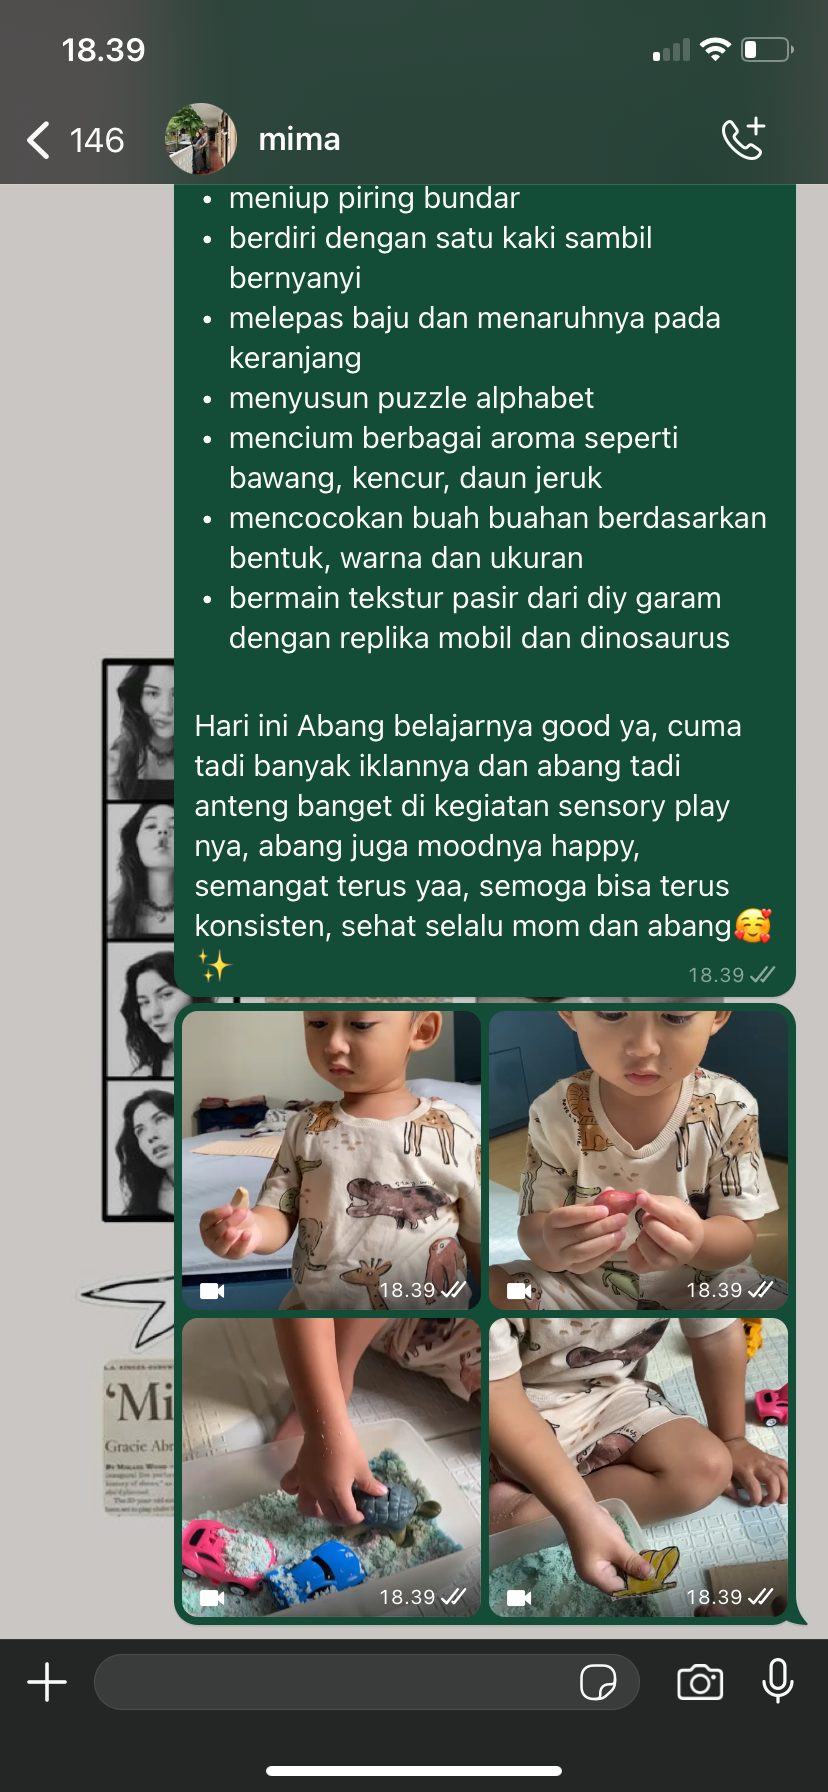 18.39
146
mima
• meniup piring bundar
• berdiri dengan satu kaki sambil
bernyanyi
• melepas baju dan menaruhnya pada
keranjang
• menyusun puzzle alphabet
• mencium berbagai aroma seperti
bawang, kencur, daun jeruk
• mencocokan buah buahan berdasarkan
bentuk, warna dan ukuran
• bermain tekstur pasir dari diy garam
dengan replika mobil dan dinosaurus
Hari ini Abang belajarnya good ya, cuma
tadi banyak iklannya dan abang tadi
anteng banget di kegiatan sensory play
nya, abang juga moodnya happy,
semangat terus yaa, semoga bisa terus
konsisten, sehat selalu mom dan abang🥰
✨
18.39
18.39
18.39
18.39
18.39
'Mi
Gracie Abr